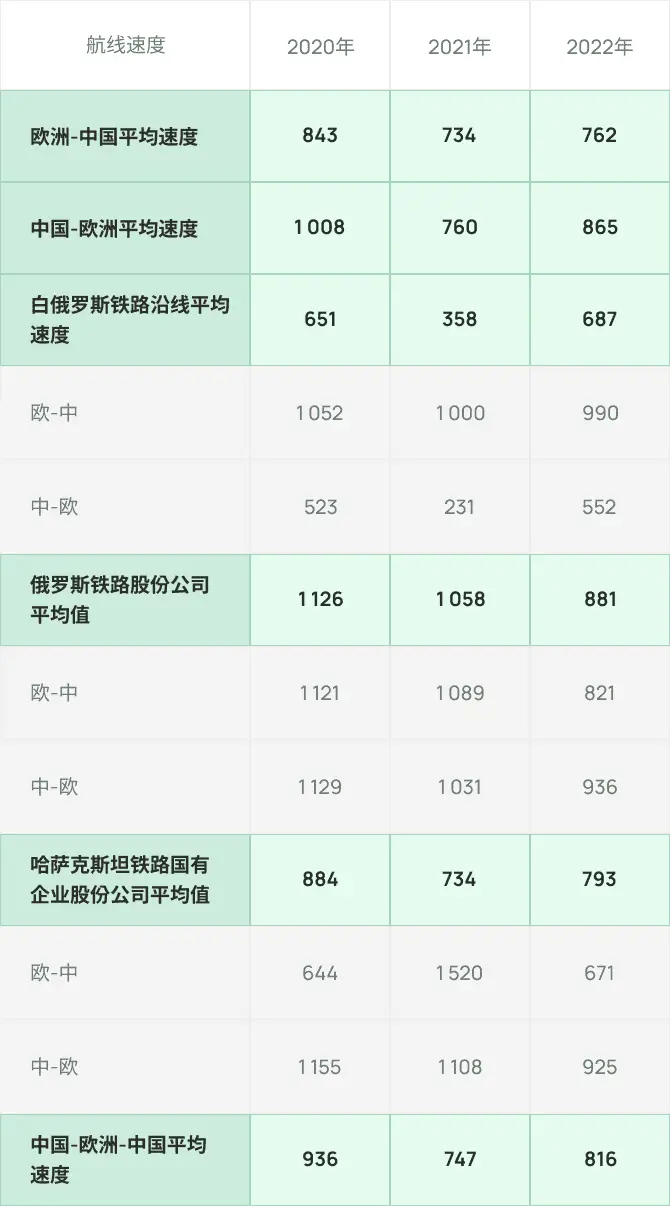 航线速度 2020年 2021年 2022年
欧洲-中国平均速度 843 734 762
中国-欧洲平均速度 1 008 760 865
白俄罗斯铁路沿线平均
速度 651 358 687
欧-中 1 052 1 000 990
中-欧 523 231 552
俄罗斯铁路股份公司
平均值 1 126 1 058 881
欧-中 1 121 1 089 821
中-欧 1 129 1 031 936
哈萨克斯坦铁路国有
企业股份公司平均值 884 734 793
欧-中 644 1 520 671
中-欧 1 155 1 108 925
中国-欧洲-中国平均
速度 936 747 816